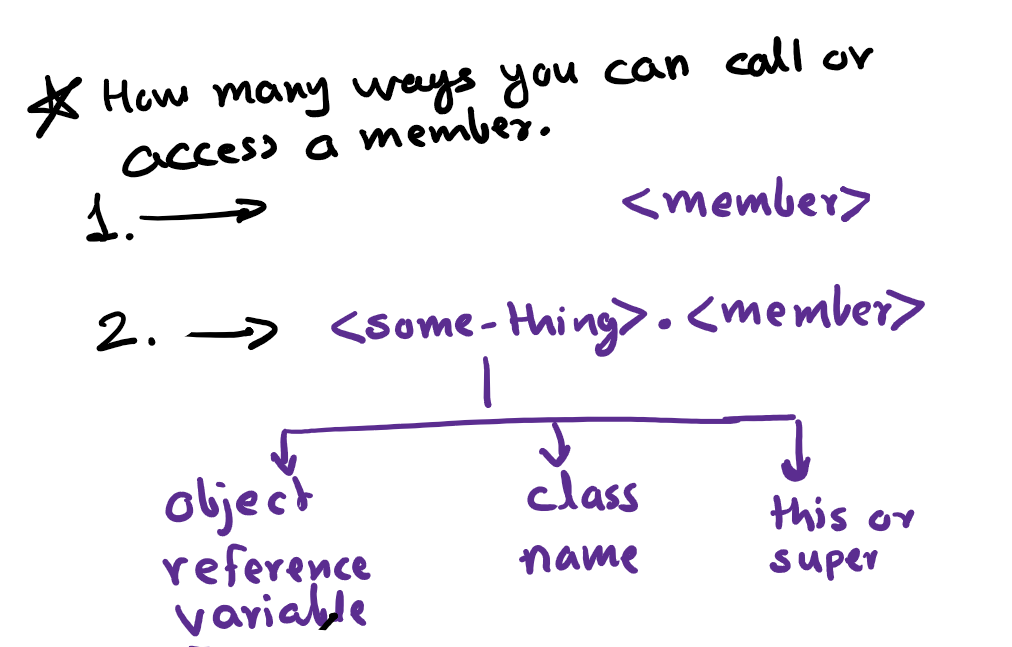 How many ways you can call or
access a member.
1. <member>
2. <some-thing>.<member>
object class this or
reference name super
variable